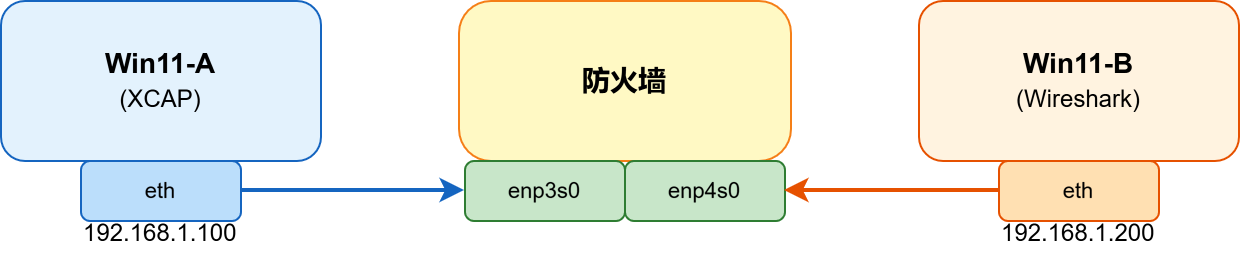 Win11-A
(XCAP)
防火墙
Win11-B
(Wireshark)
eth
enp3s0
enp4s0
eth
192.168.1.100
192.168.1.200